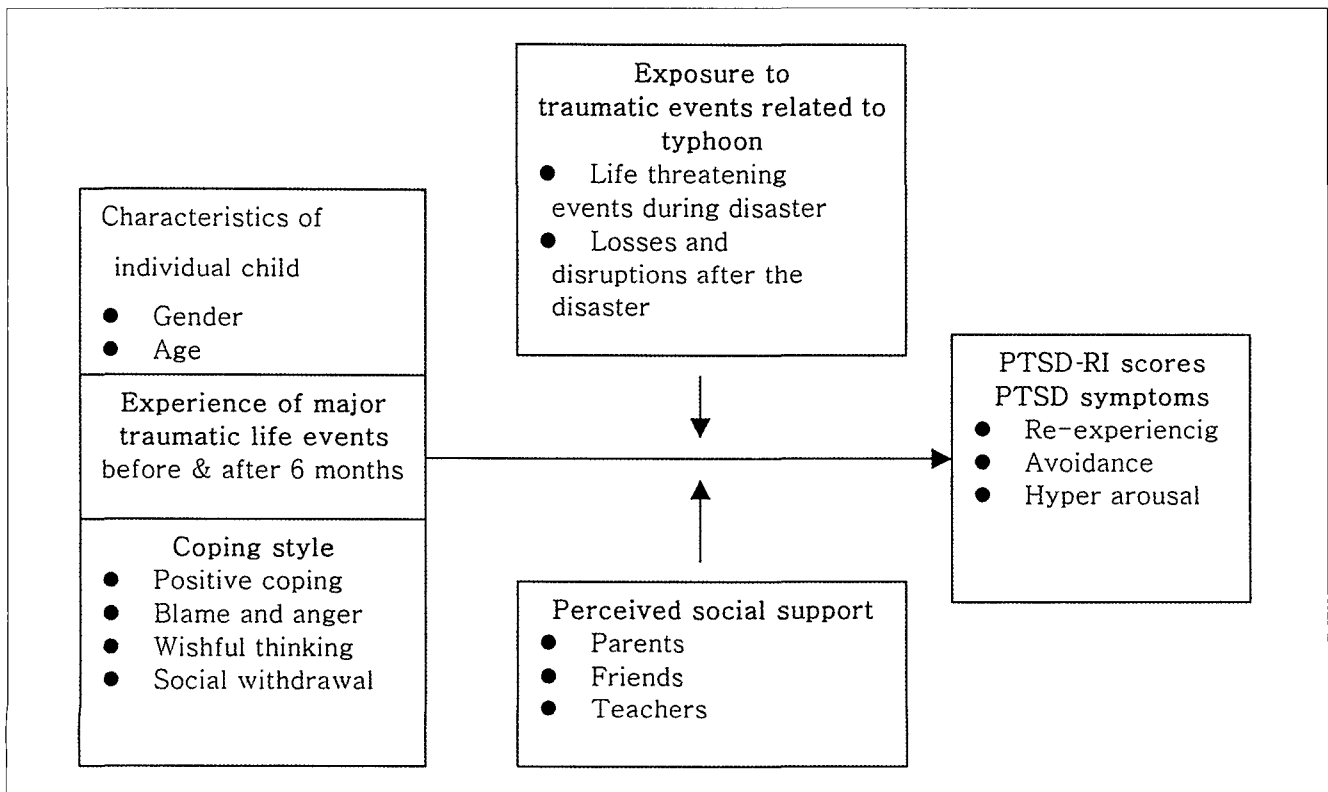 Exposure to
traumatic events related to
typhoon
● Life threatening
events during disaster
● Losses and
disruptions after the
disaster
Characteristics of
individual child
● Gender
● Age
Experience of major
traumatic life events
before & after 6 months
Coping style
● Positive coping
● Blame and anger
● Wishful thinking
● Social withdrawal
Perceived social support
● Parents
● Friends
● Teachers
PTSD-RI scores
PTSD symptoms
● Re-experiencig
● Avoidance
● Hyper arousal